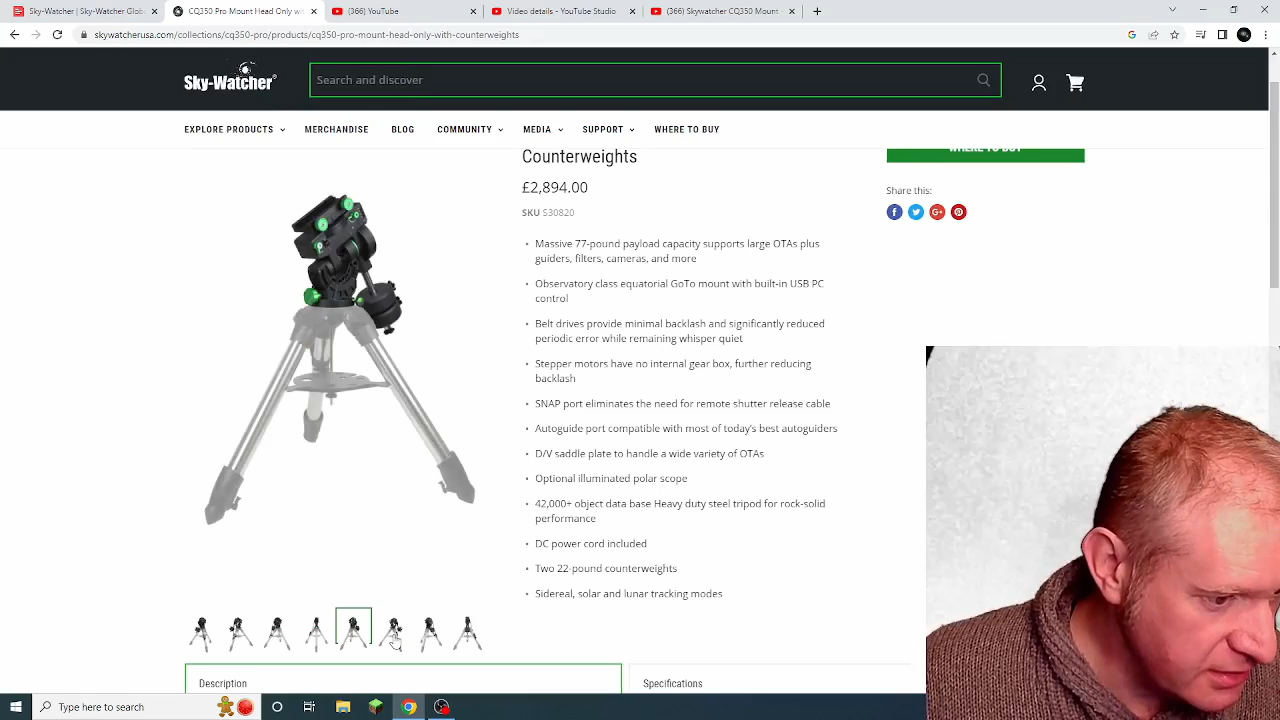 Sky-Watcher | Sky-Watcher Globa
CQ350 Pro Mount Head Only wit
(366) YouTube
Video details - YouTube Studio
(366) Skywatcher CQ350 Mount -
skywatcherusa.com/collections/cq350-pro/products/cq350-pro-mount-head-only-with-counterweights
Sky-Watcher
Search and discover
EXPLORE PRODUCTS
MERCHANDISE
BLOG
COMMUNITY
MEDIA
SUPPORT
WHERE TO BUY
Counterweights
£2,894.00
SKU S30820
WHERE TO BUY
Share this:
• Massive 77-pound payload capacity supports large OTAs plus
guiders, filters, cameras, and more
• Observatory class equatorial GoTo mount with built-in USB PC
control
• Belt drives provide minimal backlash and significantly reduced
periodic error while remaining whisper quiet
• Stepper motors have no internal gear box, further reducing
backlash
• SNAP port eliminates the need for remote shutter release cable
• Autoguide port compatible with most of today's best autoguiders
• D/V saddle plate to handle a wide variety of OTAs
• Optional illuminated polar scope
• 42,000+ object data base Heavy duty steel tripod for rock-solid
performance
• DC power cord included
• Two 22-pound counterweights
• Sidereal, solar and lunar tracking modes
Description
Specifications
Type here to search